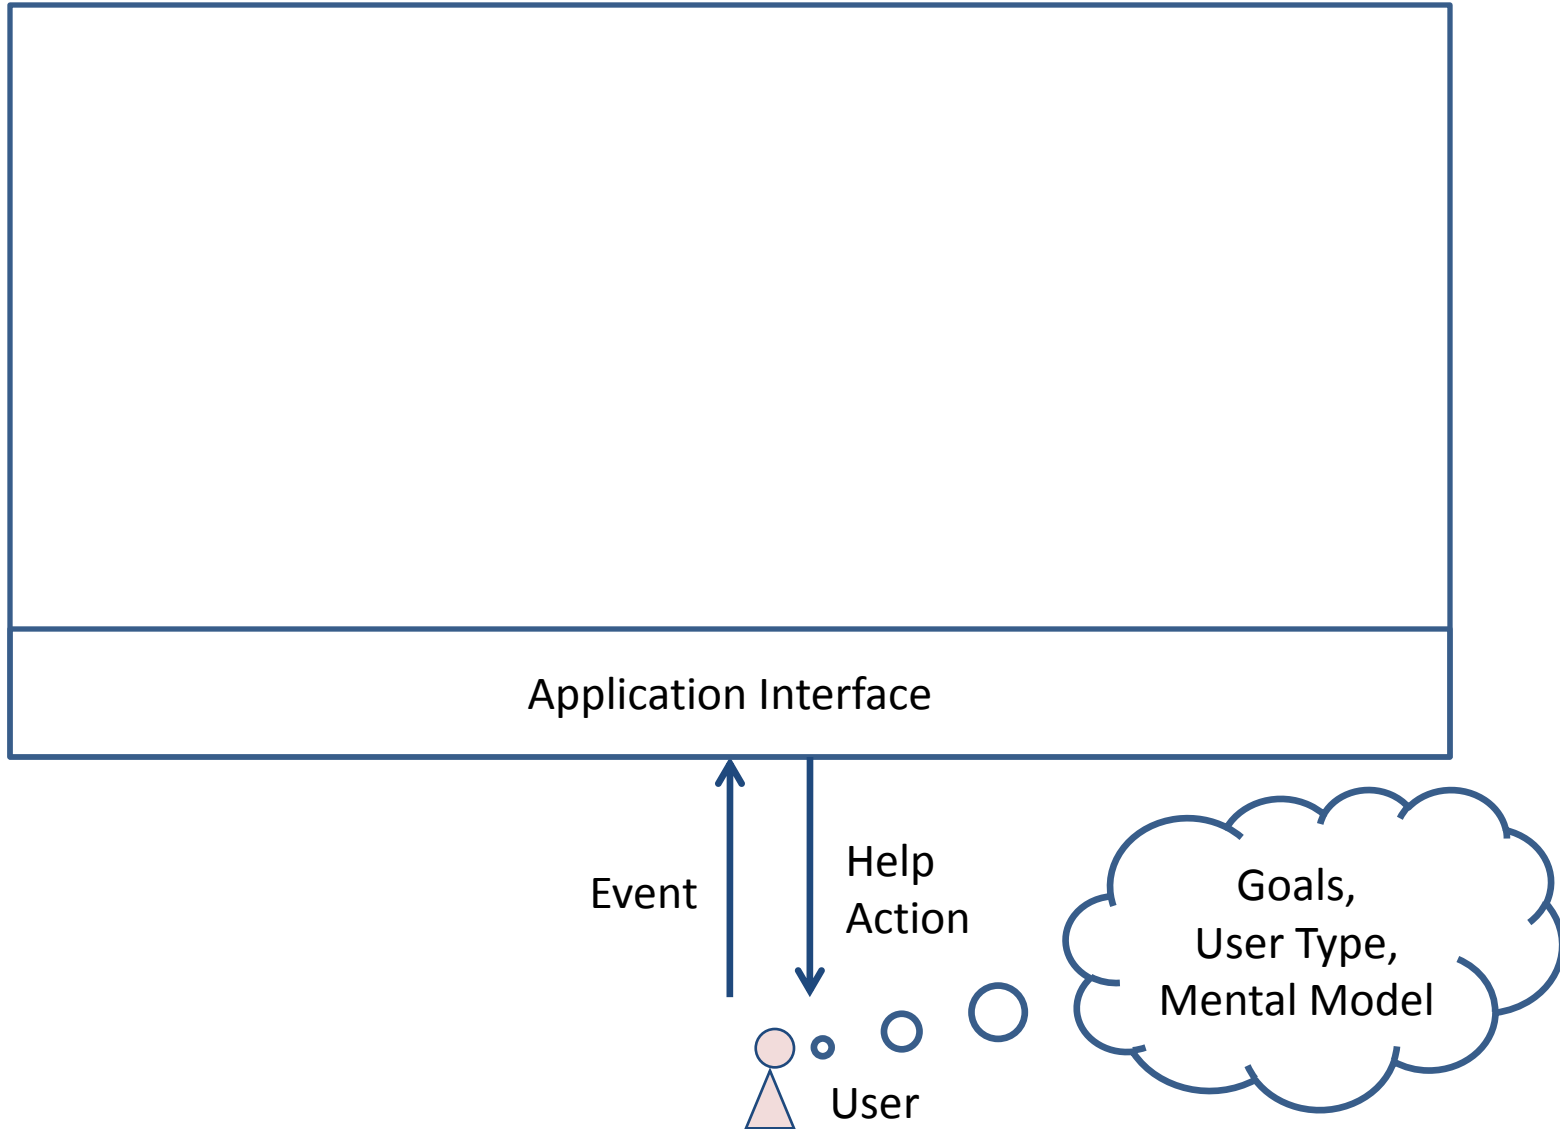 Application Interface
Event
Help
Action
Goals,
User Type,
Mental Model
User